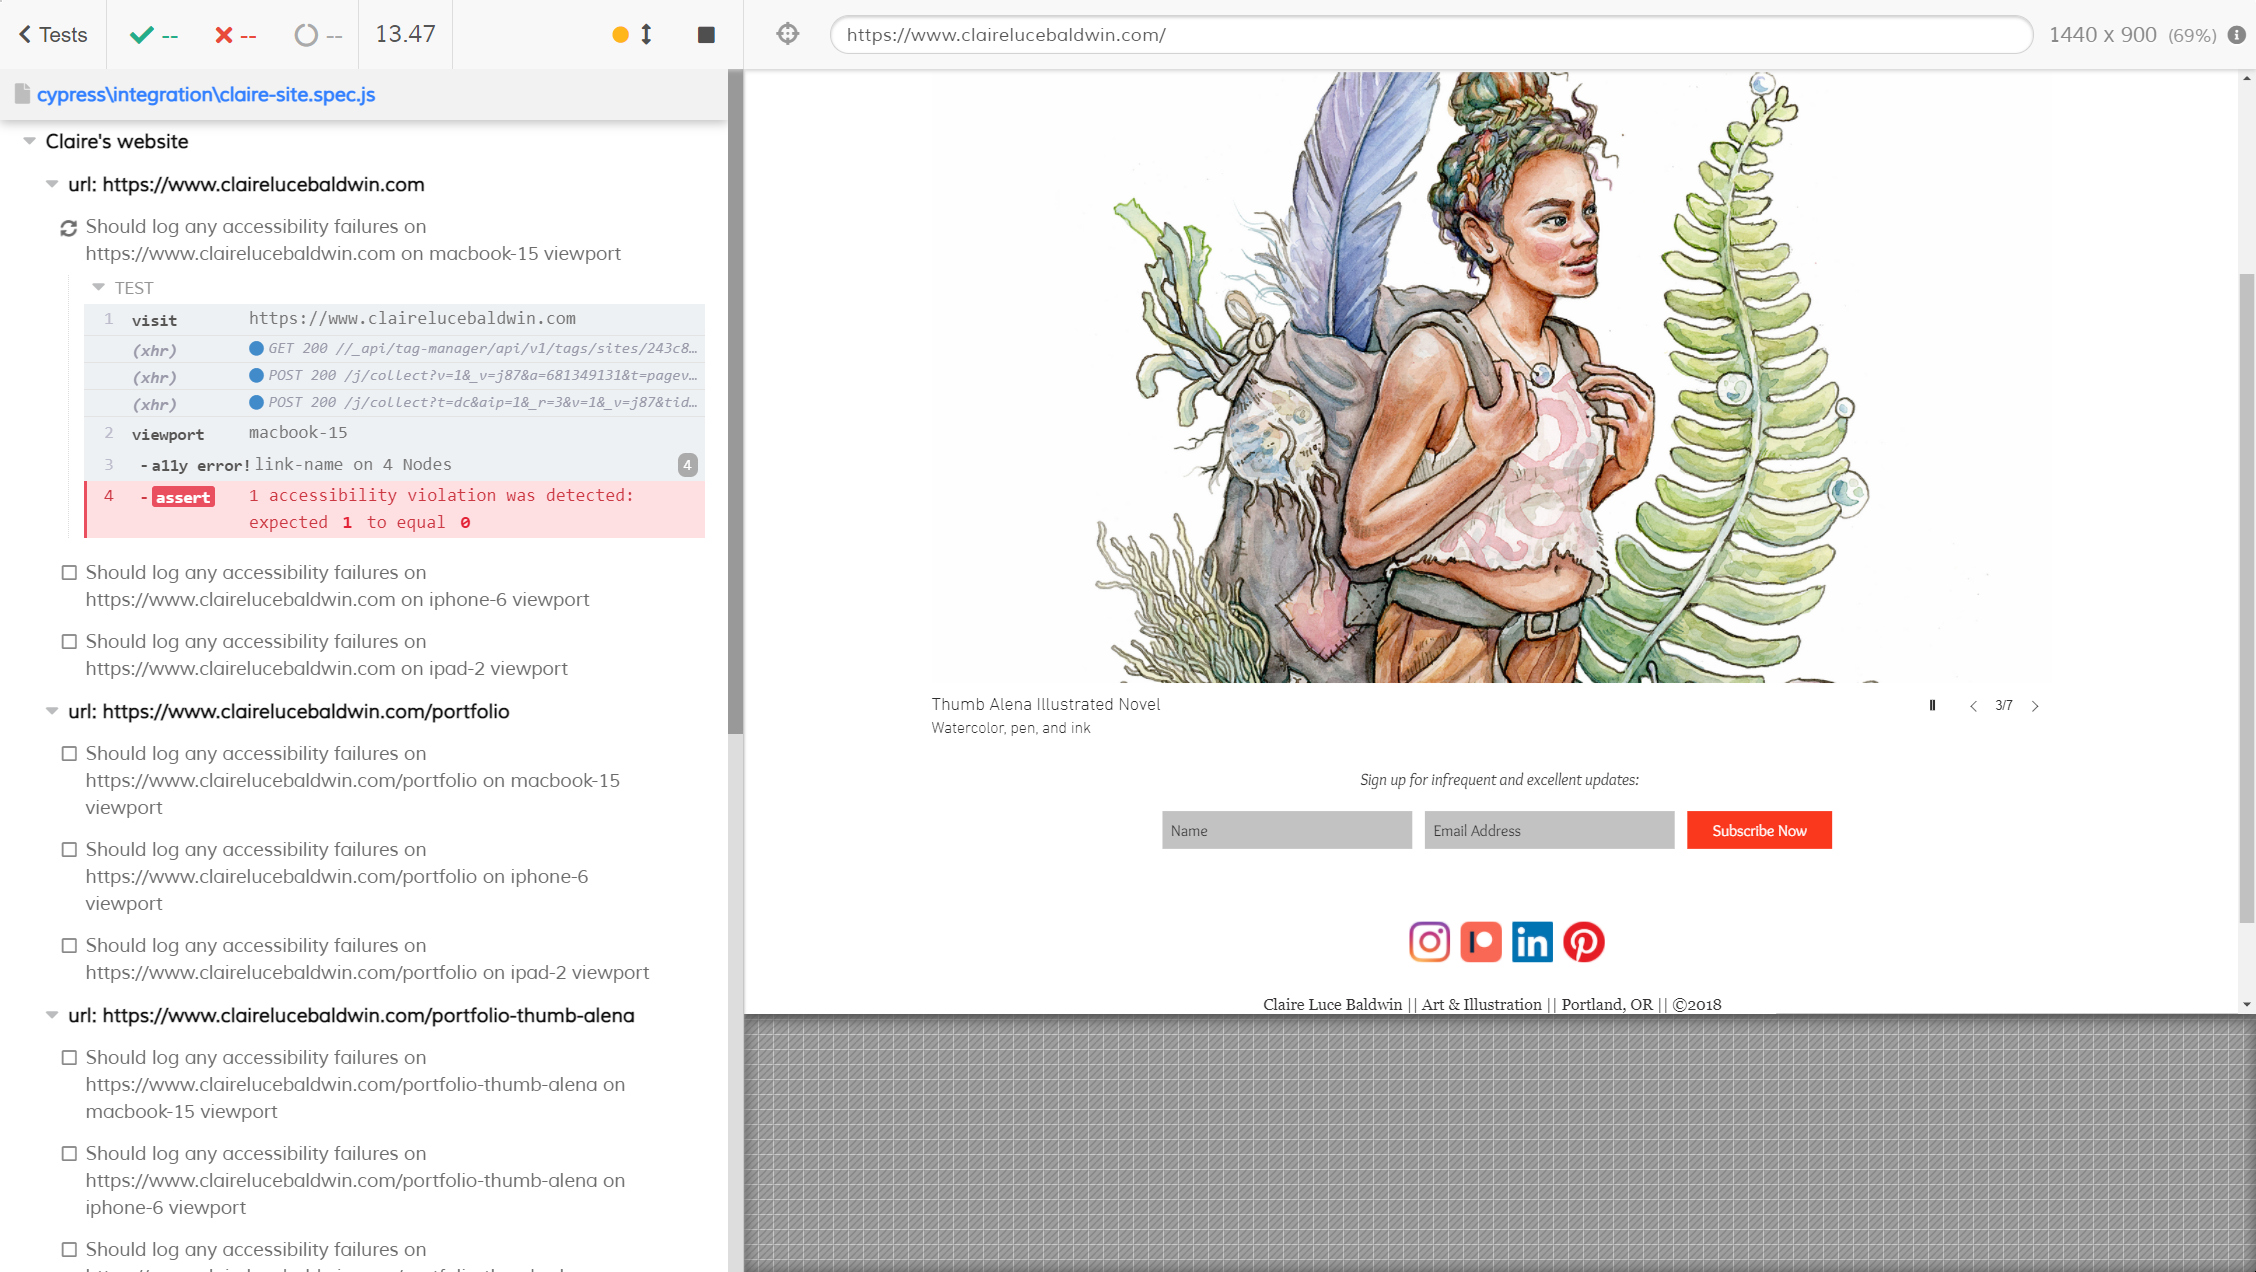 Tests
--
--
--
13.47
https://www.clairelucebaldwin.com/
1440 x 900 (69%)
cypress\integration\claire-site.spec.js
Claire's website
url: https://www.clairelucebaldwin.com
Should log any accessibility failures on
https://www.clairelucebaldwin.com on macbook-15 viewport
TEST
1 visit https://www.clairelucebaldwin.com
(xhr) GET 200 //_api/tag-manager/api/v1/tags/sites/243c8…
(xhr) POST 200 /j/collect?v=1&_v=j87&a=681349131&t=pagev…
(xhr) POST 200 /j/collect?t=dc&aip=1&_r=3&v=1&_v=j87&tid…
2 viewport macbook-15
3 -a11y error! link-name on 4 Nodes 4
4 -assert 1 accessibility violation was detected:
expected 1 to equal 0
Should log any accessibility failures on
https://www.clairelucebaldwin.com on iphone-6 viewport
Should log any accessibility failures on
https://www.clairelucebaldwin.com on ipad-2 viewport
url: https://www.clairelucebaldwin.com/portfolio
Should log any accessibility failures on
https://www.clairelucebaldwin.com/portfolio on macbook-15
viewport
Should log any accessibility failures on
https://www.clairelucebaldwin.com/portfolio on iphone-6
viewport
Should log any accessibility failures on
https://www.clairelucebaldwin.com/portfolio on ipad-2 viewport
url: https://www.clairelucebaldwin.com/portfolio-thumb-alena
Should log any accessibility failures on
https://www.clairelucebaldwin.com/portfolio-thumb-alena on
macbook-15 viewport
Should log any accessibility failures on
https://www.clairelucebaldwin.com/portfolio-thumb-alena on
iphone-6 viewport
Should log any accessibility failures on
Thumb Alena Illustrated Novel
Watercolor, pen, and ink
3/7
Sign up for infrequent and excellent updates:
Name
Email Address
Subscribe Now
in
Claire Luce Baldwin || Art & Illustration || Portland, OR || ©2018